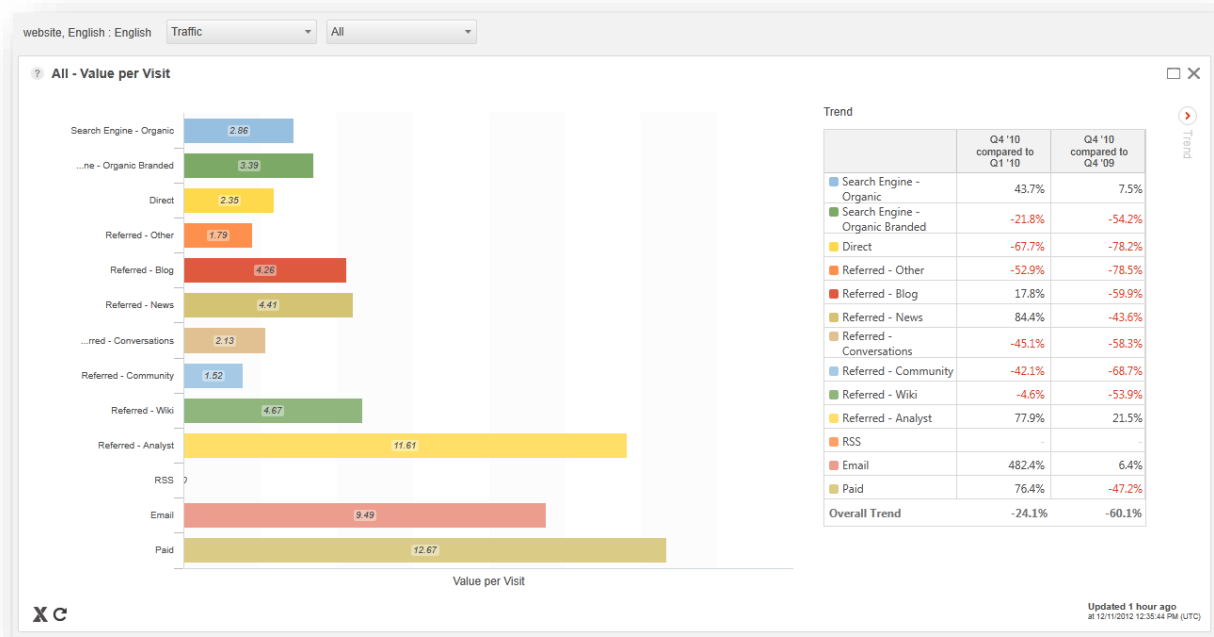 website, English : English Traffic All
? All - Value per Visit
Search Engine - Organic 2.86
...ne - Organic Branded 3.39
Direct 2.35
Referred - Other 1.79
Referred - Blog 4.26
Referred - News 4.41
...rred - Conversations 2.13
Referred - Community 1.52
Referred - Wiki 4.67
Referred - Analyst 11.61
RSS 0
Email 9.49
Paid 12.67
Value per Visit
Trend
Q4 '10
compared to
Q1 '10
Q4 '10
compared to
Q4 '09
Search Engine -
Organic 43.7% 7.5%
Search Engine -
Organic Branded -21.8% -54.2%
Direct -67.7% -78.2%
Referred - Other -52.9% -78.5%
Referred - Blog 17.8% -59.9%
Referred - News 84.4% -43.6%
Referred -
Conversations -45.1% -58.3%
Referred - Community -42.1% -68.7%
Referred - Wiki -4.6% -53.9%
Referred - Analyst 77.9% 21.5%
RSS - -
Email 482.4% 6.4%
Paid 76.4% -47.2%
Overall Trend -24.1% -60.1%
Trend
Updated 1 hour ago
at 12/11/2012 12:35:44 PM (UTC)